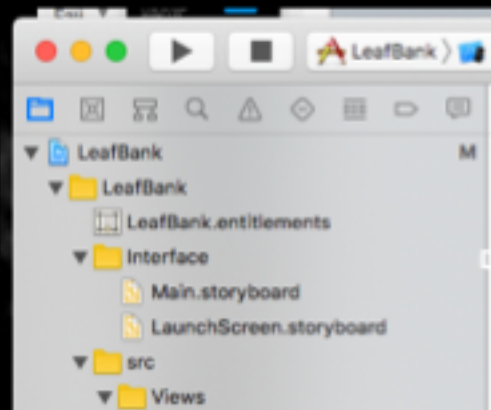 LeafBank
LeafBank M
LeafBank
LeafBank.entitlements
Interface
Main.storyboard
LaunchScreen.storyboard
src
Views